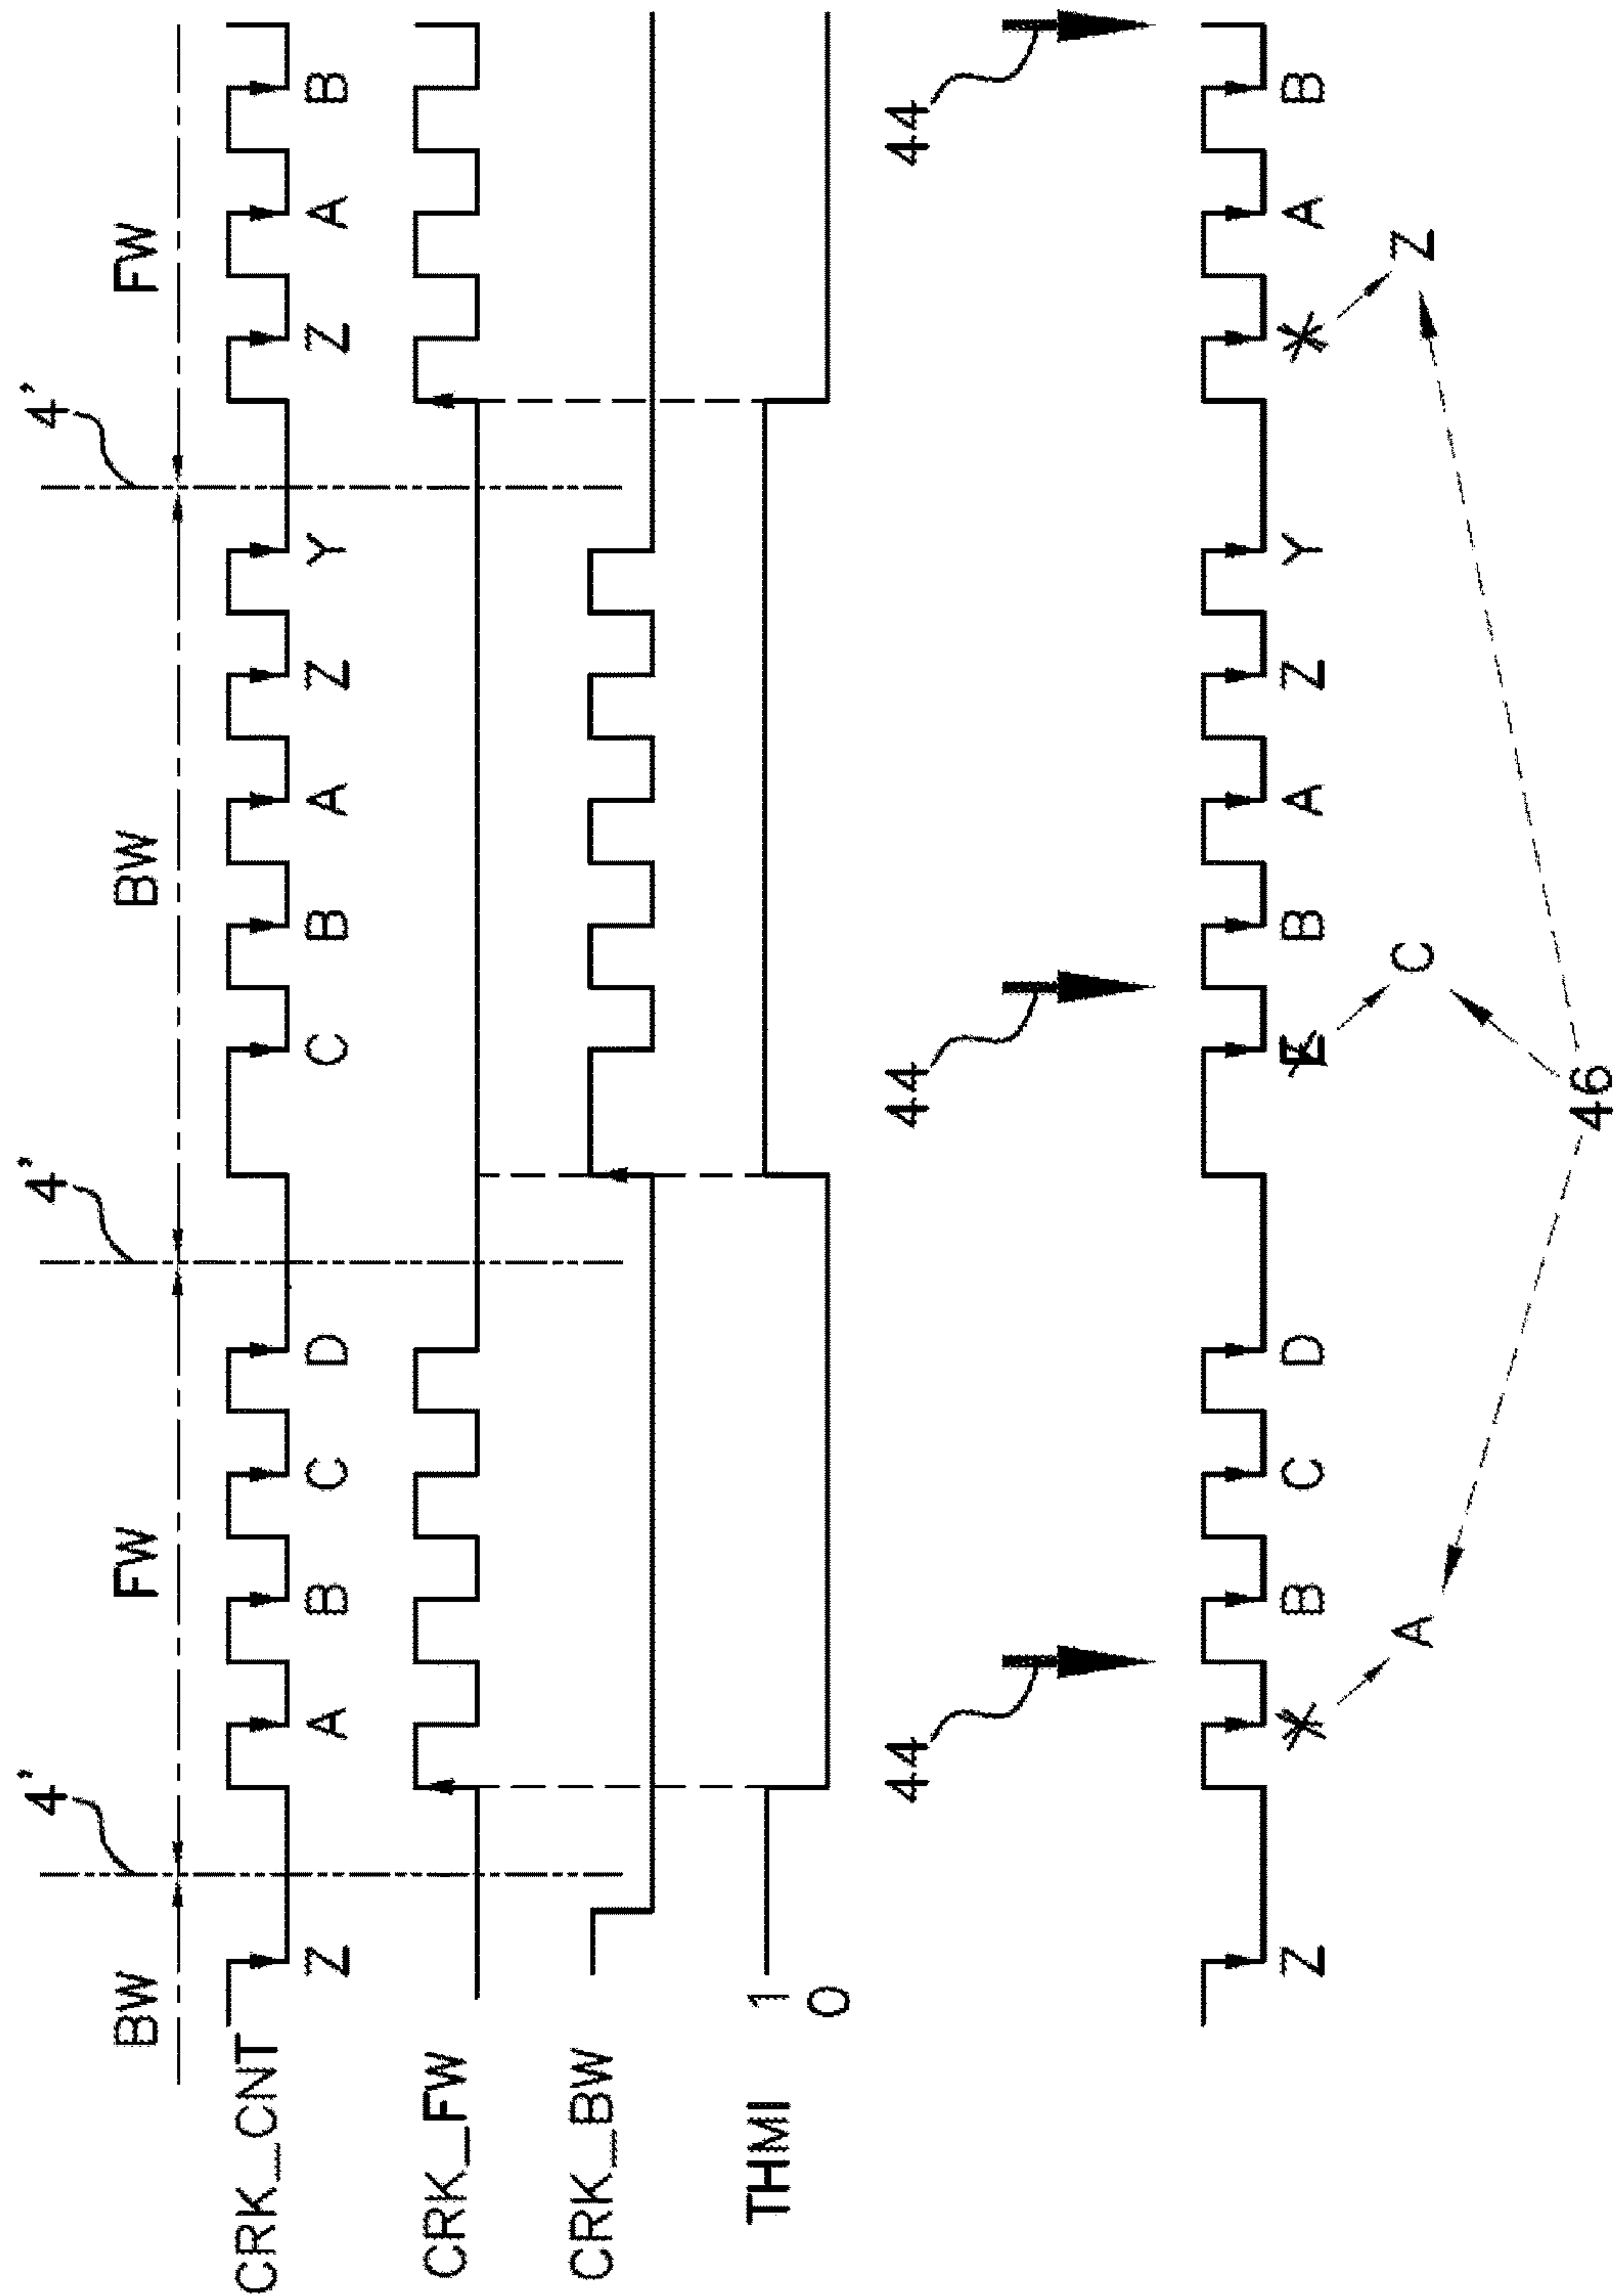 4' 4' 4'
BW FW BW FW
CRK_CNT
Z A B C D C B A Z Y Z A B
CRK_FW
CRK_BW
THMI 1
0
44 44 44
Z B C D E B A Z Y A B
A C Z
46